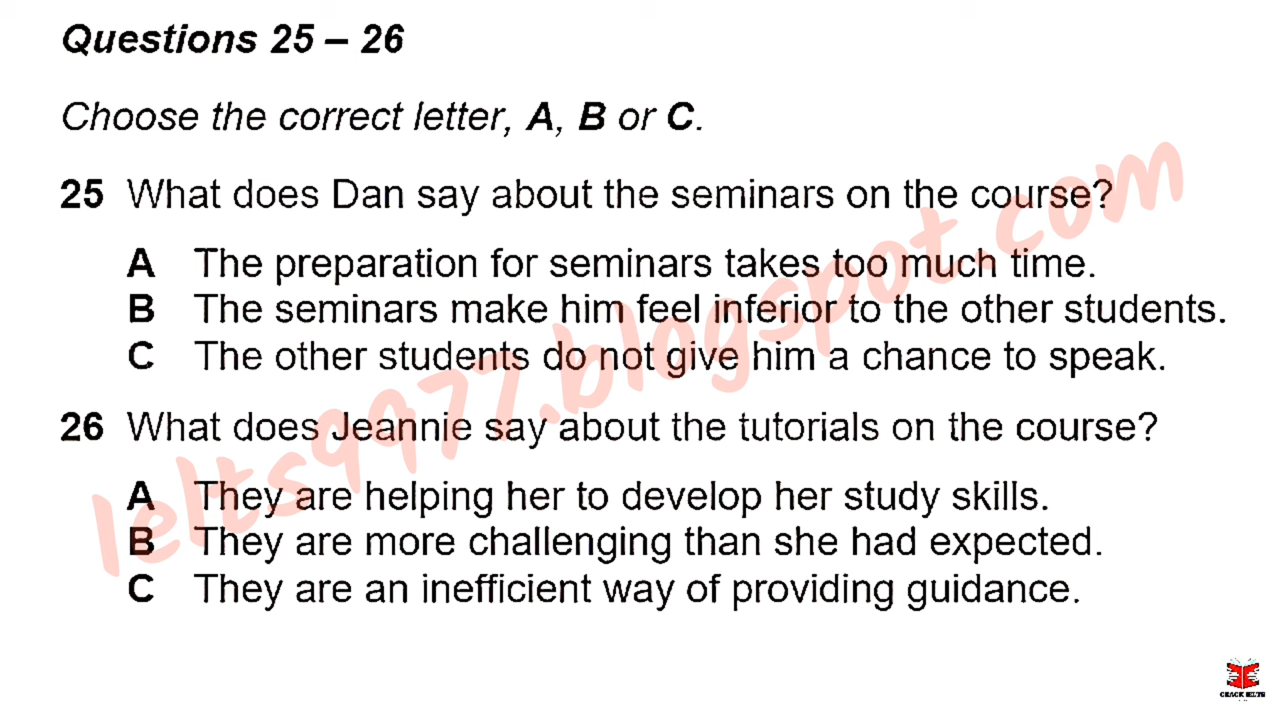 Questions 25 – 26
Choose the correct letter, A, B or C.
25 What does Dan say about the seminars on the course?
A The preparation for seminars takes too much time.
B The seminars make him feel inferior to the other students.
C The other students do not give him a chance to speak.
26 What does Jeannie say about the tutorials on the course?
A They are helping her to develop her study skills.
B They are more challenging than she had expected.
C They are an inefficient way of providing guidance.
Ielts9977.blogspot.com
CRACK IELTS